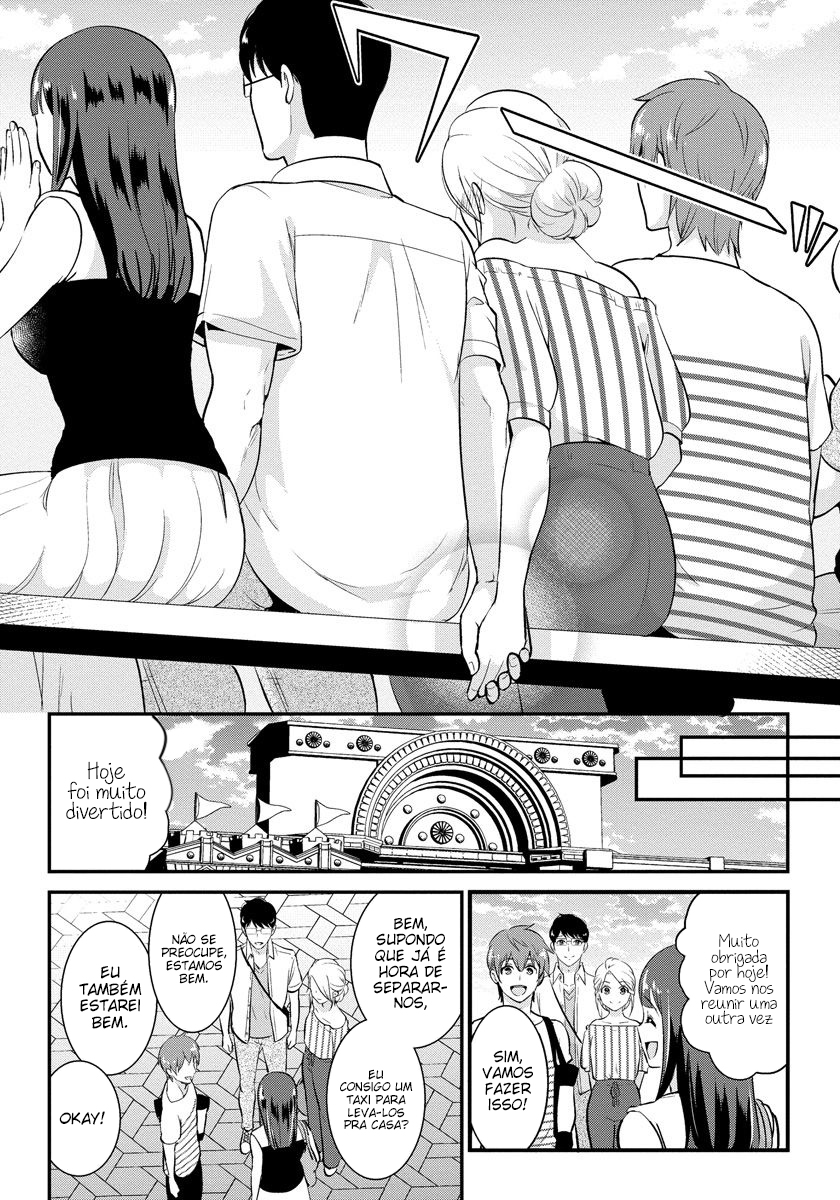 Hoje
foi muito
divertido!
Muito
obrigada
por hoje!
Vamos nos
reunir uma
outra vez
SIM,
VAMOS
FAZER
ISSO!
BEM,
SUPONDO
QUE JÁ É
HORA DE
SEPARAR-
NOS,
EU
CONSIGO UM
TAXI PARA
LEVA-LOS
PRA CASA?
NÃO SE
PREOCUPE,
ESTAMOS
BEM.
EU
TAMBÉM
ESTAREI
BEM.
OKAY!